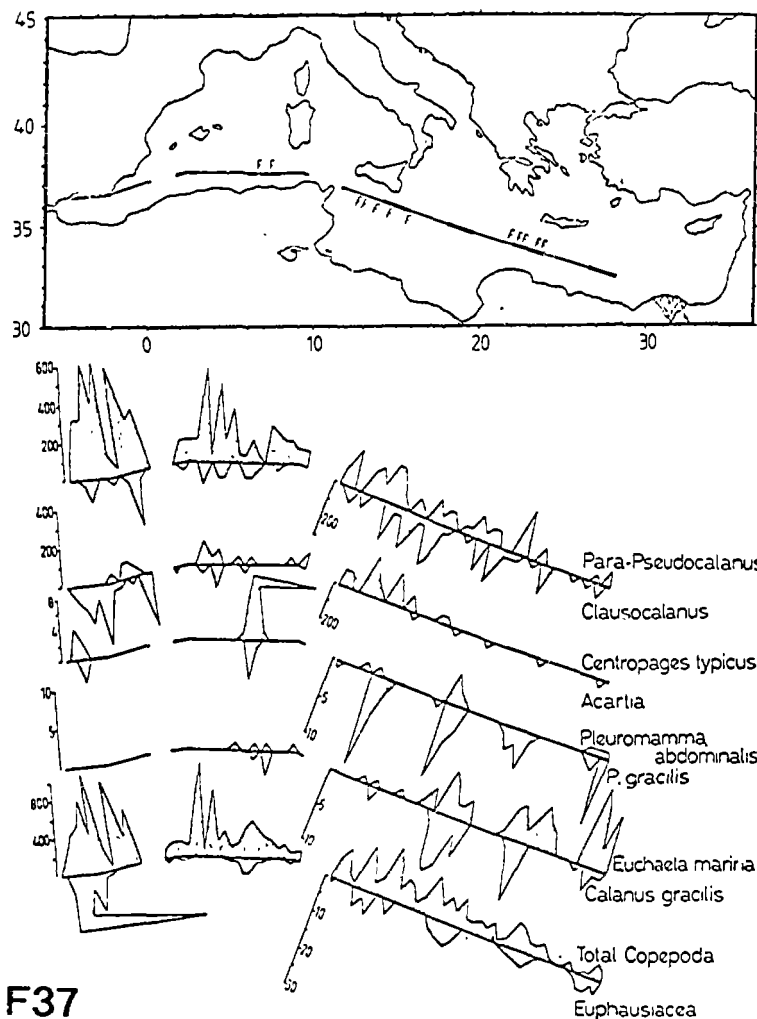 45
40
35
30
0
10
20
30
F F
FF F F F
F FF FF
600
400
200
400
200
8
4
10
5
800
400
200
Para-Pseudocalanus
Clausocalanus
200
Centropages typicus
Acartia
5
10
Pleuromamma
abdominalis
P. gracilis
5
10
Euchaeta marina
Calanus gracilis
10
20
Total Copepoda
Euphausiacea
F37